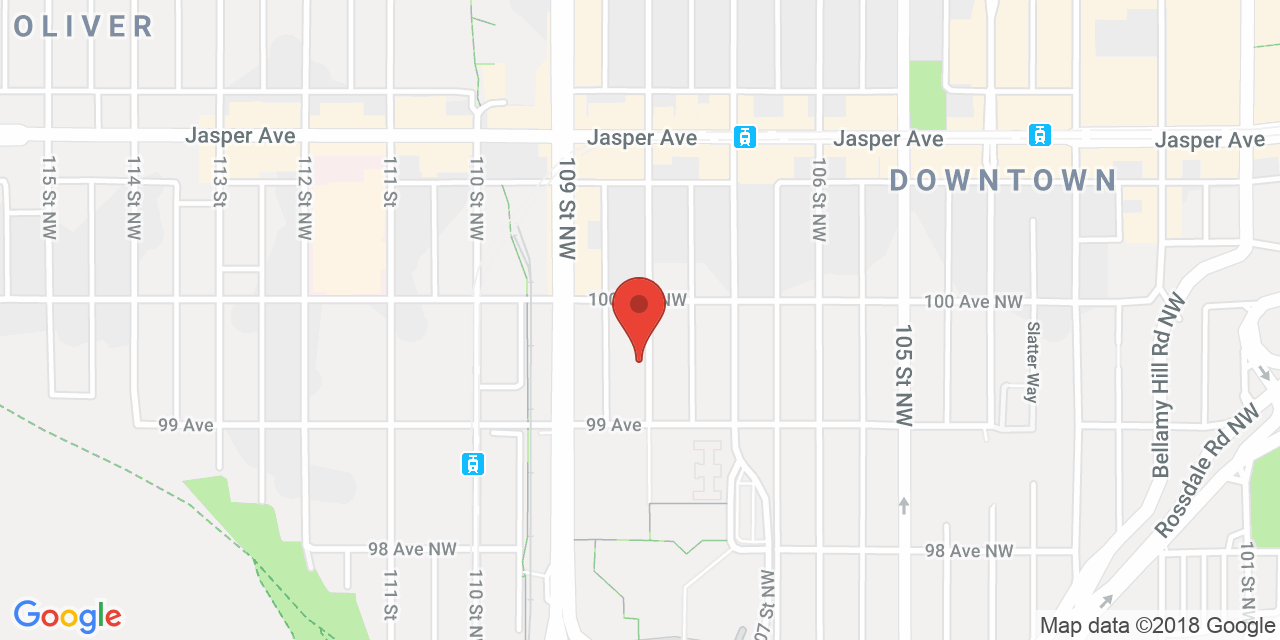 OLIVER
Jasper Ave
Jasper Ave
Jasper Ave
Jasper Ave
DOWNTOWN
115 St NW
114 St NW
113 St
112 St NW
111 St
110 St NW
109 St NW
106 St NW
100
NW
100 Ave NW
105 St NW
Slatter Way
Bellamy Hill Rd NW
Rossdale Rd NW
99 Ave
99 Ave
98 Ave NW
98 Ave NW
111 St
110 St NW
07 St NW
101 St N
Google
Map data ©2018 Google